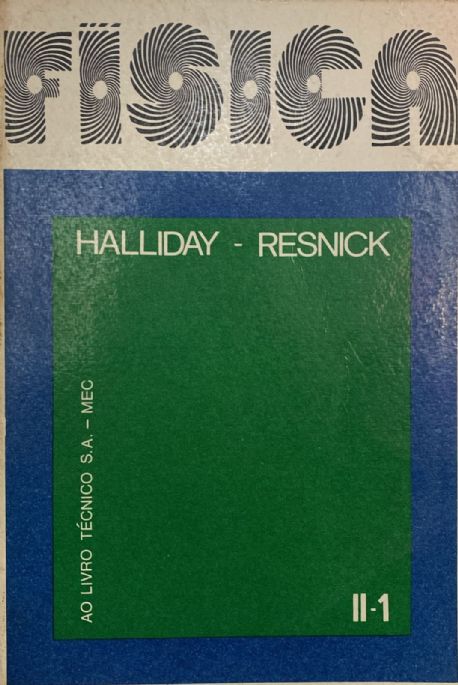 FÍSICA
HALLIDAY - RESNICK
AO LIVRO TÉCNICO S.A. – MEC
II-1